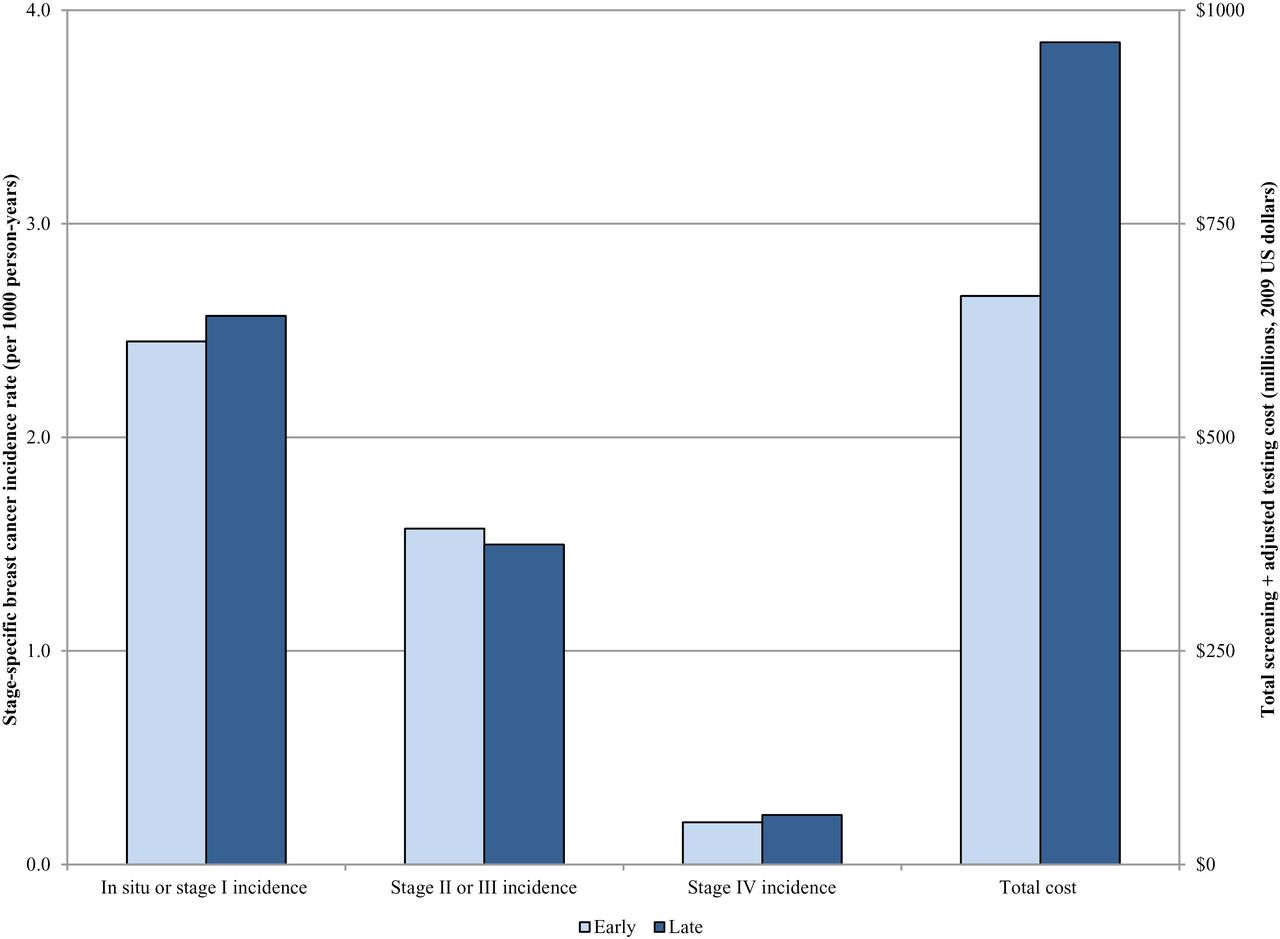 Stage-specific breast cancer incidence rate (per 1000 person-years)
4.0
3.0
2.0
1.0
0.0
$1000
$750
$500
$250
$0
Total screening + adjusted testing cost (millions, 2009 US dollars)
In situ or stage I incidence
Stage II or III incidence
Stage IV incidence
Total cost
Early
Late